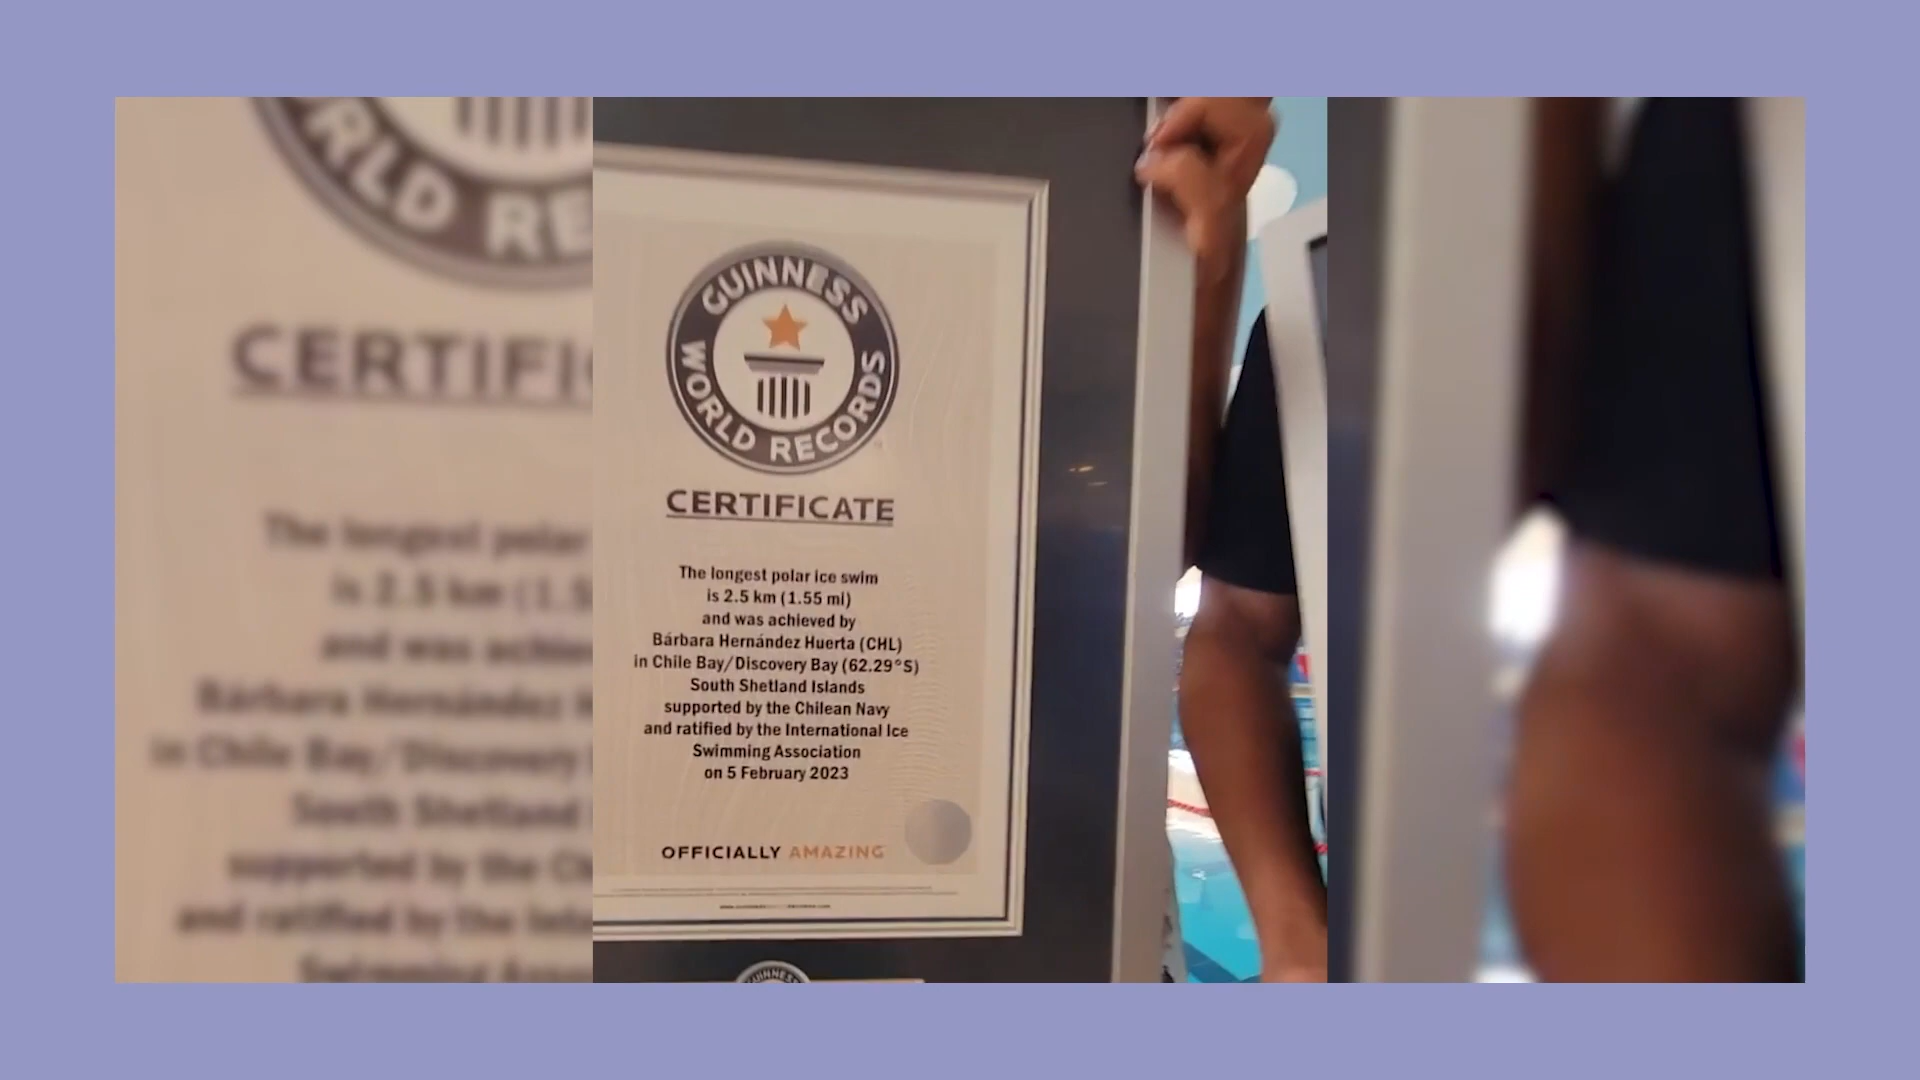 GUINNESS
WORLD RECORDS
CERTIFICATE
The longest polar ice swim
is 2.5 km (1.55 mi)
and was achieved by
Bárbara Hernández Huerta (CHL)
in Chile Bay/Discovery Bay (62.29°S)
South Shetland Islands
supported by the Chilean Navy
and ratified by the International Ice
Swimming Association
on 5 February 2023
OFFICIALLY AMAZING
GUINNESS